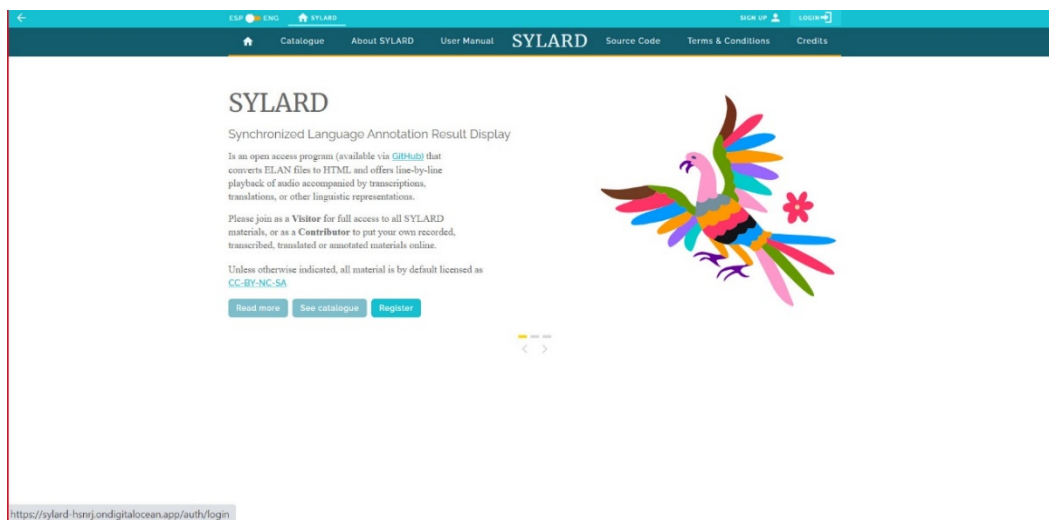 ESP ENG SYLARD SIGN UP LOGIN
Catalogue About SYLARD User Manual SYLARD Source Code Terms & Conditions Credits
SYLARD
Synchronized Language Annotation Result Display
Is an open access program (available via GitHub) that
converts ELAN files to HTML and offers line-by-line
playback of audio accompanied by transcriptions,
translations, or other linguistic representations.
Please join as a Visitor for full access to all SYLARD
materials, or as a Contributor to put your own recorded,
transcribed, translated or annotated materials online.
Unless otherwise indicated, all material is by default licensed as
CC-BY-NC-SA
Read more See catalogue Register
https://sylard-hsnrj.ondigitalocean.app/auth/login